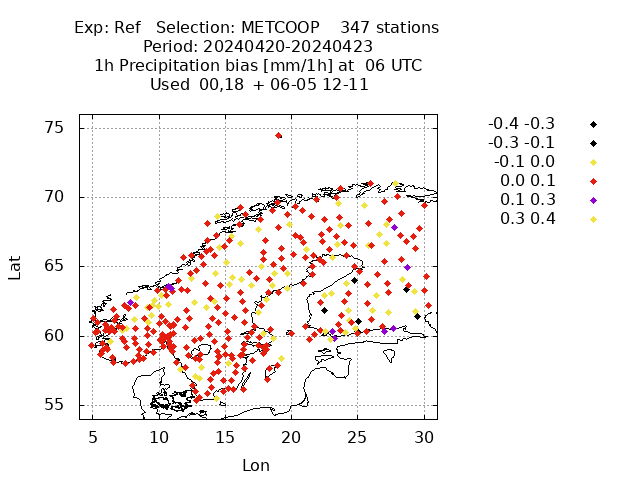 Exp: Ref   Selection: METCOOP    347 stations
Period: 20240420-20240423
1h Precipitation bias [mm/1h] at  06 UTC
Used 00,18  + 06-05 12-11
-0.4 -0.3
-0.3 -0.1
-0.1 0.0
0.0 0.1
0.1 0.3
0.3 0.4
75
70
65
60
55
Lat
5 10 15 20 25 30
Lon